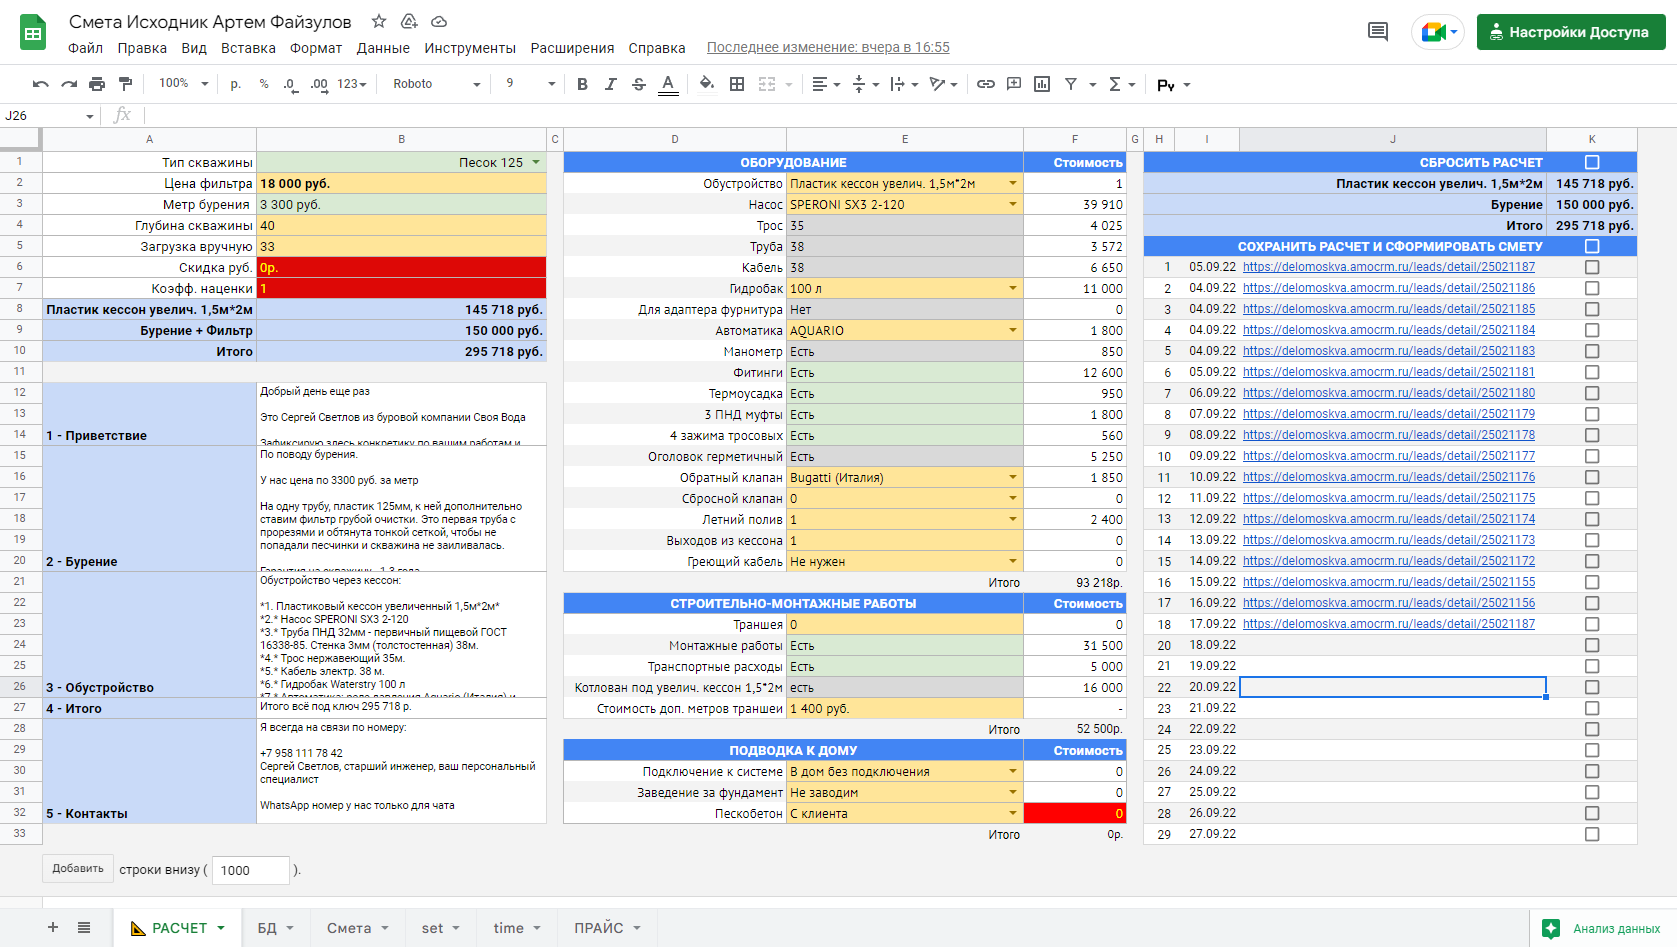 Смета Исходник Артем Файзулов
Файл Правка Вид Вставка Формат Данные Инструменты Расширения Справка Последнее изменение: вчера в 16:55
Настройки Доступа
100% р. % .0 .00 123 Roboto 9 B I S A Σ Ру
J26 fx
A B C D E F G H I J K
1 Тип скважины Песок 125 ОБОРУДОВАНИЕ Стоимость СБРОСИТЬ РАСЧЕТ
2 Цена фильтра 18 000 руб. Обустройство Пластик кессон увелич. 1,5м*2м 1 Пластик кессон увелич. 1,5м*2м 145 718 руб.
3 Метр бурения 3 300 руб. Насос SPERONI SX3 2-120 39 910 Бурение 150 000 руб.
4 Глубина скважины 40 Трос 35 4 025 Итого 295 718 руб.
5 Загрузка вручную 33 Труба 38 3 572 СОХРАНИТЬ РАСЧЕТ И СФОРМИРОВАТЬ СМЕТУ
6 Скидка руб. 0р. Кабель 38 6 650 1 05.09.22 https://delomoskva.amocrm.ru/leads/detail/25021187
7 Коэфф. наценки 1 Гидробак 100 л 11 000 2 04.09.22 https://delomoskva.amocrm.ru/leads/detail/25021186
8 Пластик кессон увелич. 1,5м*2м 145 718 руб. Для адаптера фурнитура Нет 0 3 04.09.22 https://delomoskva.amocrm.ru/leads/detail/25021185
9 Бурение + Фильтр 150 000 руб. Автоматика AQUARIO 1 800 4 04.09.22 https://delomoskva.amocrm.ru/leads/detail/25021184
10 Итого 295 718 руб. Манометр Есть 850 5 04.09.22 https://delomoskva.amocrm.ru/leads/detail/25021183
11 Фитинги Есть 12 600 6 05.09.22 https://delomoskva.amocrm.ru/leads/detail/25021181
12 Добрый день еще раз Термоусадка Есть 950 7 06.09.22 https://delomoskva.amocrm.ru/leads/detail/25021180
13 Это Сергей Светлов из буровой компании Своя Вода 3 ПНД муфты Есть 1 800 8 07.09.22 https://delomoskva.amocrm.ru/leads/detail/25021179
14 1 - Приветствие Зафиксирую здесь конкретику по вашим работам и 4 зажима тросовых Есть 560 9 08.09.22 https://delomoskva.amocrm.ru/leads/detail/25021178
15 По поводу бурения. Оголовок герметичный Есть 5 250 10 09.09.22 https://delomoskva.amocrm.ru/leads/detail/25021177
16 У нас цена по 3300 руб. за метр Обратный клапан Bugatti (Италия) 1 850 11 10.09.22 https://delomoskva.amocrm.ru/leads/detail/25021176
17 На одну трубу, пластик 125мм, к ней дополнительно Сбросной клапан 0 0 12 11.09.22 https://delomoskva.amocrm.ru/leads/detail/25021175
18 ставим фильтр грубой очистки. Это первая труба с Летний полив 1 2 400 13 12.09.22 https://delomoskva.amocrm.ru/leads/detail/25021174
19 прорезями и обтянута тонкой сеткой, чтобы не Выходов из кессона 1 0 14 13.09.22 https://delomoskva.amocrm.ru/leads/detail/25021173
попадали песчинки и скважина не заиливалась.
20 2 - Бурение Гарантия на скважину - 1-3 года Греющий кабель Не нужен 0 15 14.09.22 https://delomoskva.amocrm.ru/leads/detail/25021172
21 Обустройство через кессон: Итого 93 218р. 16 15.09.22 https://delomoskva.amocrm.ru/leads/detail/25021155
22 *1. Пластиковый кессон увеличенный 1,5м*2м* СТРОИТЕЛЬНО-МОНТАЖНЫЕ РАБОТЫ Стоимость 17 16.09.22 https://delomoskva.amocrm.ru/leads/detail/25021156
23 *2.* Насос SPERONI SX3 2-120 Траншея 0 0 18 17.09.22 https://delomoskva.amocrm.ru/leads/detail/25021187
*3.* Труба ПНД 32мм - первичный пищевой ГОСТ
24 16338-85. Стенка 3мм (толстостенная) 38м. Монтажные работы Есть 31 500 20 18.09.22
*4.* Трос нержавеющий 35м.
25 *5.* Кабель электр. 38 м. Транспортные расходы Есть 5 000 21 19.09.22
26 3 - Обустройство *6.* Гидробак Waterstry 100 л Котлован под увелич. кессон 1,5*2м есть 16 000 22 20.09.22
*7.* Автоматика: реле давления Aquario (Италия) и
27 4 - Итого Итого всё под ключ 295 718 р. Стоимость доп. метров траншеи 1 400 руб. - 23 21.09.22
28 Я всегда на связи по номеру: Итого 52 500р. 24 22.09.22
29 +7 958 111 78 42 ПОДВОДКА К ДОМУ Стоимость 25 23.09.22
30 Сергей Светлов, старший инженер, ваш персональный Подключение к системе В дом без подключения 0 26 24.09.22
31 специалист Заведение за фундамент Не заводим 0 27 25.09.22
32 5 - Контакты WhatsApp номер у нас только для чата Пескобетон С клиента 0 28 26.09.22
33 Итого 0р. 29 27.09.22
Добавить строки внизу ( 1000 ).
РАСЧЕТ БД Смета set time ПРАЙС Анализ данных